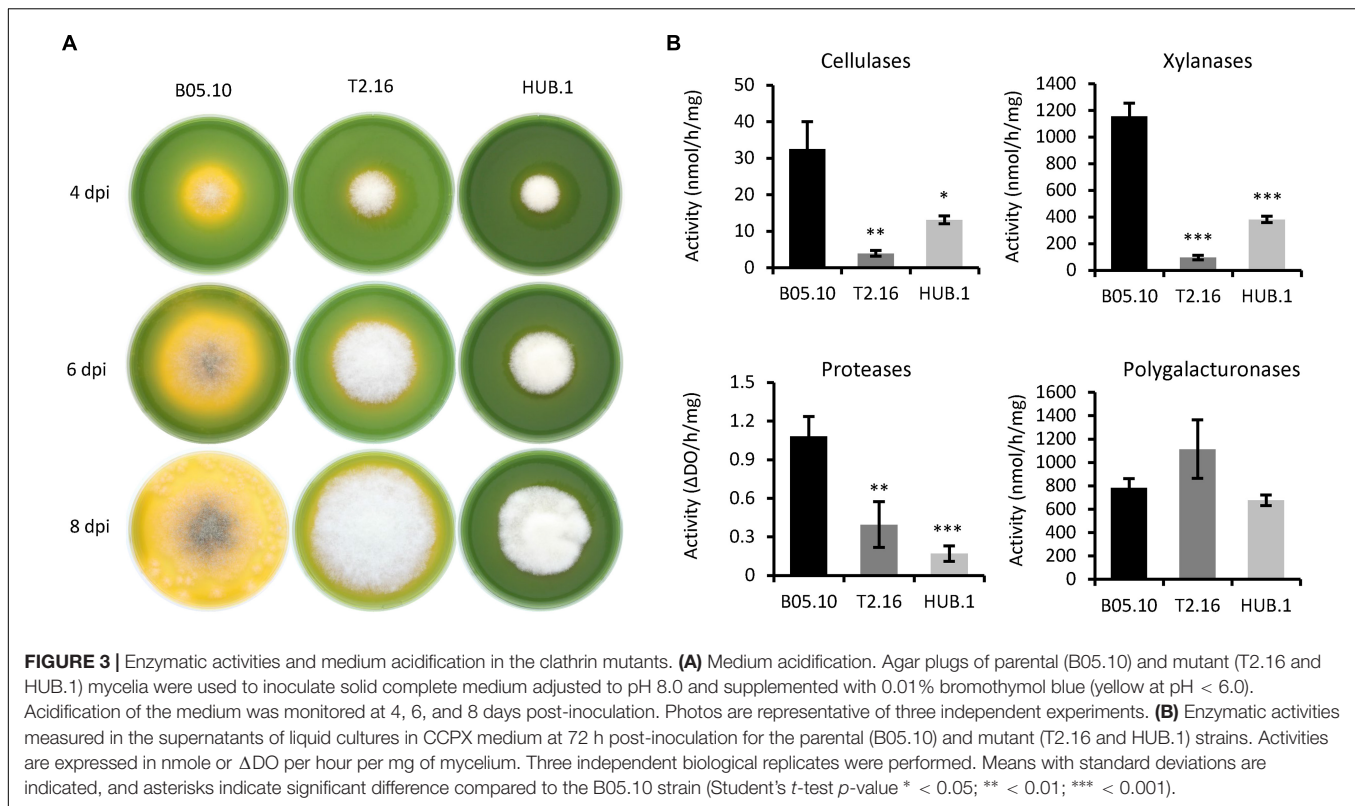 A
B05.10
T2.16
HUB.1
4 dpi
6 dpi
8 dpi
B
Cellulases
Activity (nmol/h/mg)
50
40
30
20
10
0
**
*
B05.10 T2.16 HUB.1
Xylanases
Activity (nmol/h/mg)
1400
1200
1000
800
600
400
200
0
***
***
B05.10 T2.16 HUB.1
Proteases
Activity (ΔDO/h/mg)
1.5
1.2
0.9
0.6
0.3
0
**
***
B05.10 T2.16 HUB.1
Polygalacturonases
Activity (nmol/h/mg)
1600
1400
1200
1000
800
600
400
200
0
B05.10 T2.16 HUB.1
FIGURE 3 | Enzymatic activities and medium acidification in the clathrin mutants. (A) Medium acidification. Agar plugs of parental (B05.10) and mutant (T2.16 and
HUB.1) mycelia were used to inoculate solid complete medium adjusted to pH 8.0 and supplemented with 0.01% bromothymol blue (yellow at pH < 6.0).
Acidification of the medium was monitored at 4, 6, and 8 days post-inoculation. Photos are representative of three independent experiments. (B) Enzymatic activities
measured in the supernatants of liquid cultures in CCPX medium at 72 h post-inoculation for the parental (B05.10) and mutant (T2.16 and HUB.1) strains. Activities
are expressed in nmole or ΔDO per hour per mg of mycelium. Three independent biological replicates were performed. Means with standard deviations are
indicated, and asterisks indicate significant difference compared to the B05.10 strain (Student's t-test p-value * < 0.05; ** < 0.01; *** < 0.001).